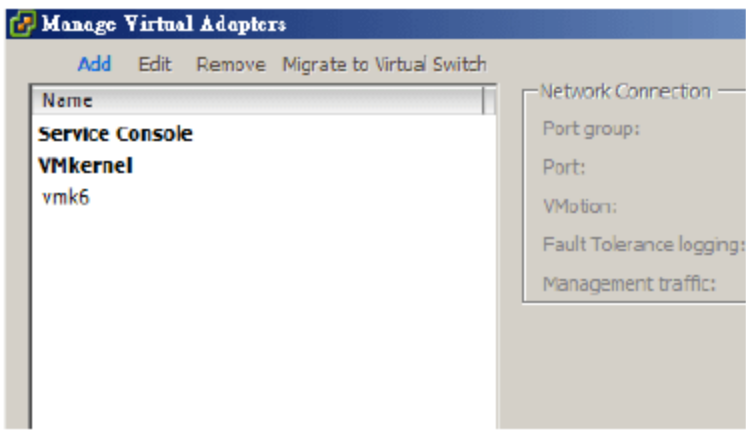 Manage Virtual Adapters
Add Edit Remove Migrate to Virtual Switch
Name
Service Console
VMkernel
vmk6
Network Connection
Port group:
Port:
VMotion:
Fault Tolerance logging:
Management traffic: